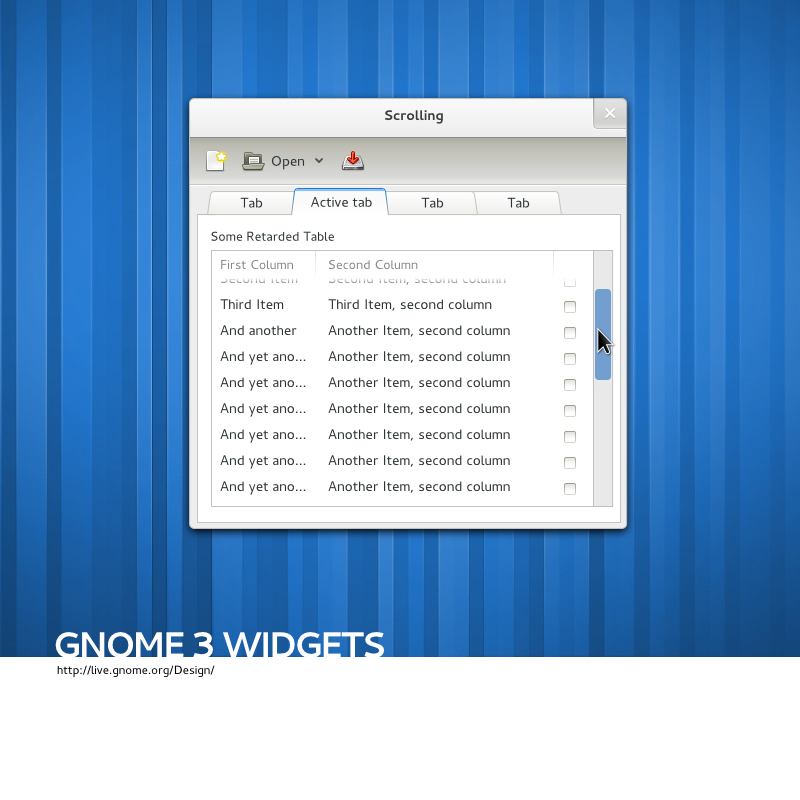 Scrolling
Open
Tab Active tab Tab Tab
Some Retarded Table
First Column Second Column
Second Item Second Item, second column
Third Item Third Item, second column
And another Another Item, second column
And yet ano... Another Item, second column
And yet ano... Another Item, second column
And yet ano... Another Item, second column
And yet ano... Another Item, second column
And yet ano... Another Item, second column
And yet ano... Another Item, second column
GNOME 3 WIDGETS
http://live.gnome.org/Design/